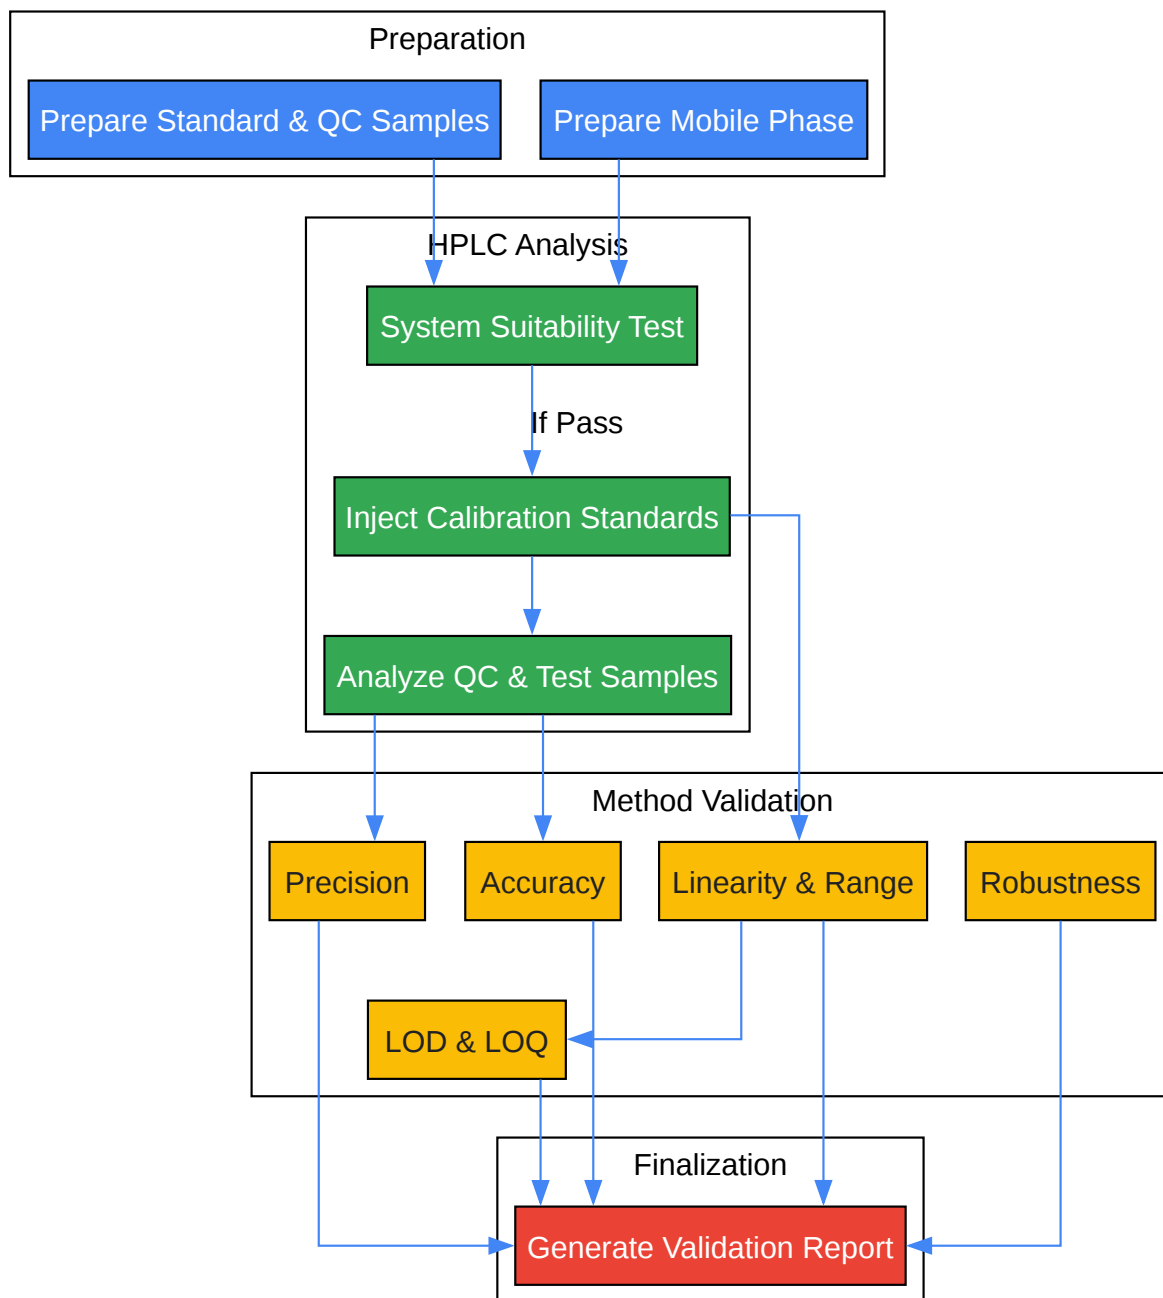 Preparation
Prepare Standard & QC Samples
Prepare Mobile Phase
HPLC Analysis
System Suitability Test
If Pass
Inject Calibration Standards
Analyze QC & Test Samples
Method Validation
Precision
Accuracy
Linearity & Range
Robustness
LOD & LOQ
Finalization
Generate Validation Report